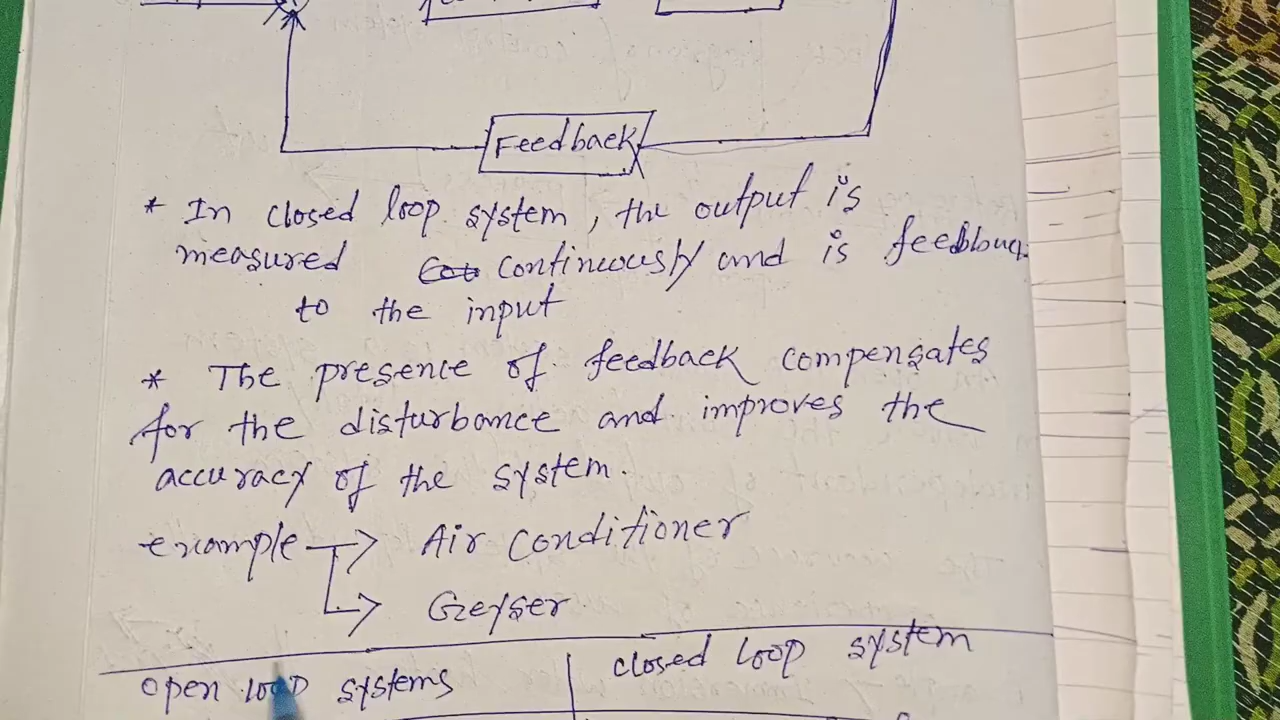 Feedback
* In closed loop system, the output is
measured continuously and is feedbac
to the input
* The presence of feedback compensates
for the disturbance and improves the
accuracy of the system.
example → Air Conditioner
→ Geyser
open loop systems
closed loop system